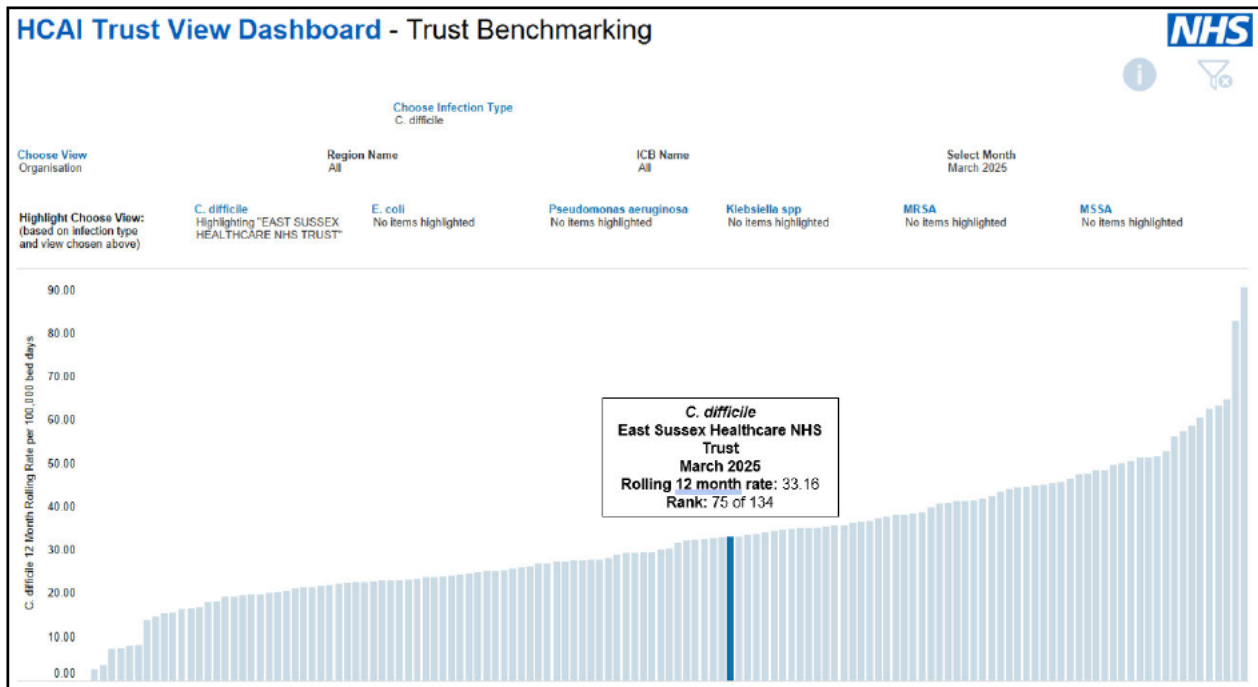 HCAI Trust View Dashboard - Trust Benchmarking
NHS
i
Choose Infection Type
C. difficile
Choose View
Organisation
Region Name
All
ICB Name
All
Select Month
March 2025
Highlight Choose View:
(based on infection type
and view chosen above)
C. difficile
Highlighting "EAST SUSSEX
HEALTHCARE NHS TRUST"
E. coli
No items highlighted
Pseudomonas aeruginosa
No items highlighted
Klebsiella spp
No items highlighted
MRSA
No items highlighted
MSSA
No items highlighted
C. difficile 12 Month Rolling Rate per 100,000 bed days
90.00
80.00
70.00
60.00
50.00
40.00
30.00
20.00
10.00
0.00
C. difficile
East Sussex Healthcare NHS
Trust
March 2025
Rolling 12 month rate: 33.16
Rank: 75 of 134